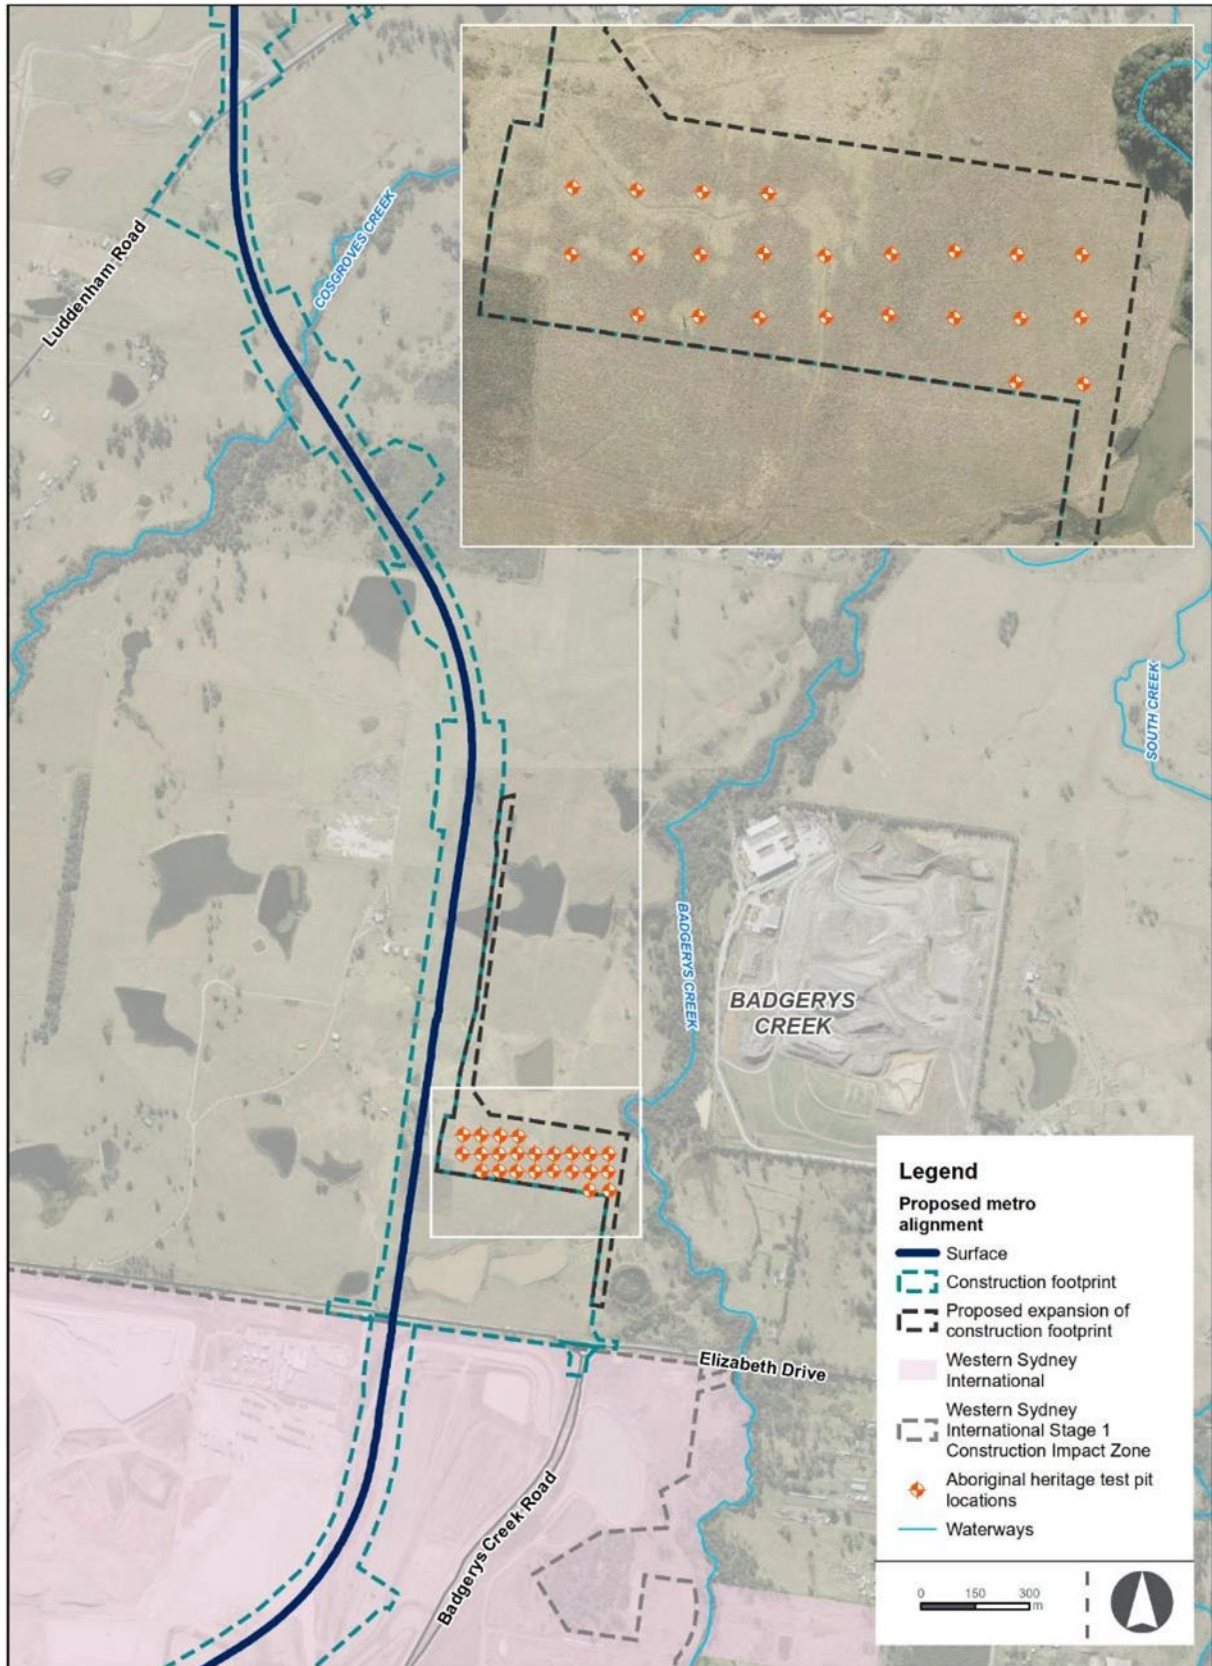 Luddenham Road
COSGROVES CREEK
SOUTH CREEK
BADGERYS CREEK
BADGERYS
CREEK
Elizabeth Drive
Badgerys Creek Road
Legend
Proposed metro
alignment
Surface
Construction footprint
Proposed expansion of
construction footprint
Western Sydney
International
Western Sydney
International Stage 1
Construction Impact Zone
Aboriginal heritage test pit
locations
Waterways
0 150 300
m